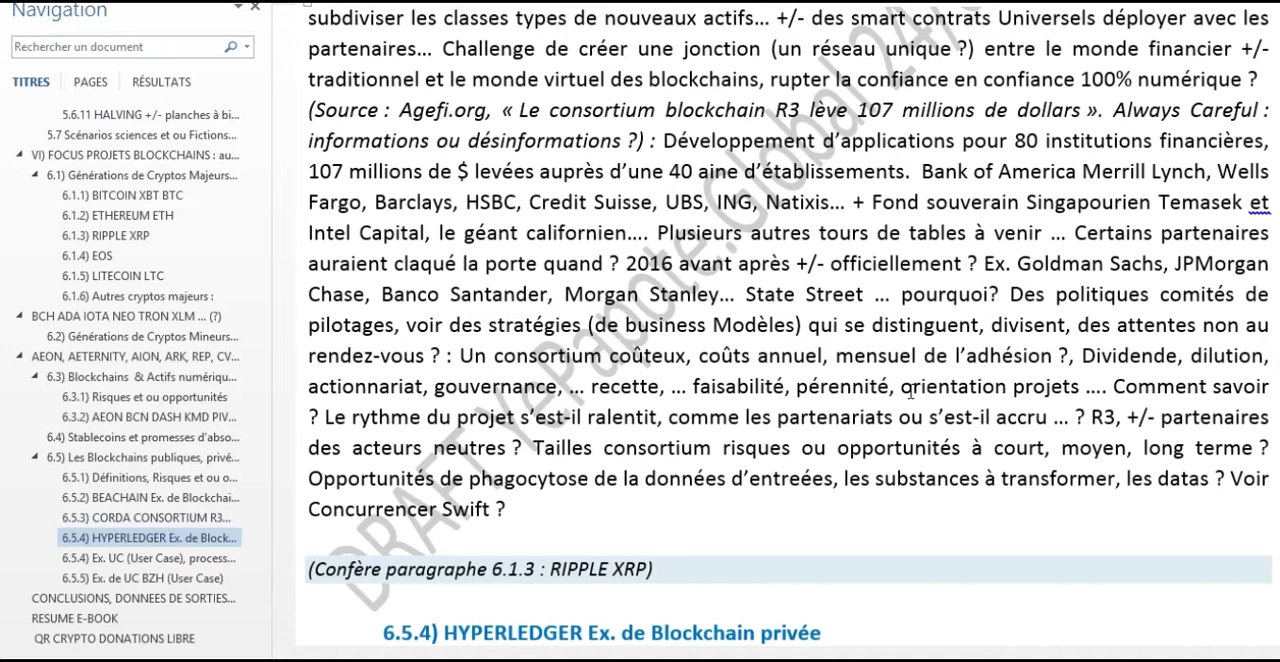 Navigation
Rechercher un document
TITRES PAGES RÉSULTATS
5.6.11 HALVING +/- planches à bi...
5.7 Scénarios sciences et ou Fictions...
VI) FOCUS PROJETS BLOCKCHAINS : au...
6.1) Générations de Cryptos Majeurs...
6.1.1) BITCOIN XBT BTC
6.1.2) ETHEREUM ETH
6.1.3) RIPPLE XRP
6.1.4) EOS
6.1.5) LITECOIN LTC
6.1.6) Autres cryptos majeurs :
BCH ADA IOTA NEO TRON XLM ... (?)
6.2) Générations de Cryptos Mineurs...
AEON, AETERNITY, AION, ARK, REP, CV...
6.3) Blockchains & Actifs numériqu...
6.3.1) Risques et ou opportunités
6.3.2) AEON BCN DASH KMD PIV...
6.4) Stablecoins et promesses d'abso...
6.5) Les Blockchains publiques, privé...
6.5.1) Définitions, Risques et ou o...
6.5.2) BEACHAIN Ex. de Blockchai...
6.5.3) CORDA CONSORTIUM R3...
6.5.4) HYPERLEDGER Ex. de Block...
6.5.4) Ex. UC (User Case), process...
6.5.5) Ex. de UC BZH (User Case)
CONCLUSIONS, DONNEES DE SORTIES...
RESUME E-BOOK
QR CRYPTO DONATIONS LIBRE
subdiviser les classes types de nouveaux actifs… +/- des smart contrats Universels déployer avec les
partenaires… Challenge de créer une jonction (un réseau unique ?) entre le monde financier +/-
traditionnel et le monde virtuel des blockchains, rupter la confiance en confiance 100% numérique ?
(Source : Agefi.org, « Le consortium blockchain R3 lève 107 millions de dollars ». Always Careful :
informations ou désinformations ?) : Développement d'applications pour 80 institutions financières,
107 millions de $ levées auprès d'une 40 aine d'établissements. Bank of America Merrill Lynch, Wells
Fargo, Barclays, HSBC, Credit Suisse, UBS, ING, Natixis… + Fond souverain Singapourien Temasek et
Intel Capital, le géant californien…. Plusieurs autres tours de tables à venir … Certains partenaires
auraient claqué la porte quand ? 2016 avant après +/- officiellement ? Ex. Goldman Sachs, JPMorgan
Chase, Banco Santander, Morgan Stanley… State Street … pourquoi? Des politiques comités de
pilotages, voir des stratégies (de business Modèles) qui se distinguent, divisent, des attentes non au
rendez-vous ? : Un consortium coûteux, coûts annuel, mensuel de l'adhésion ?, Dividende, dilution,
actionnariat, gouvernance, … recette, … faisabilité, pérennité, orientation projets …. Comment savoir
? Le rythme du projet s'est-il ralentit, comme les partenariats ou s'est-il accru … ? R3, +/- partenaires
des acteurs neutres ? Tailles consortium risques ou opportunités à court, moyen, long terme ?
Opportunités de phagocytose de la données d'entreées, les substances à transformer, les datas ? Voir
Concurrencer Swift ?
(Confère paragraphe 6.1.3 : RIPPLE XRP)
6.5.4) HYPERLEDGER Ex. de Blockchain privée
DRAFT YePapote.Global